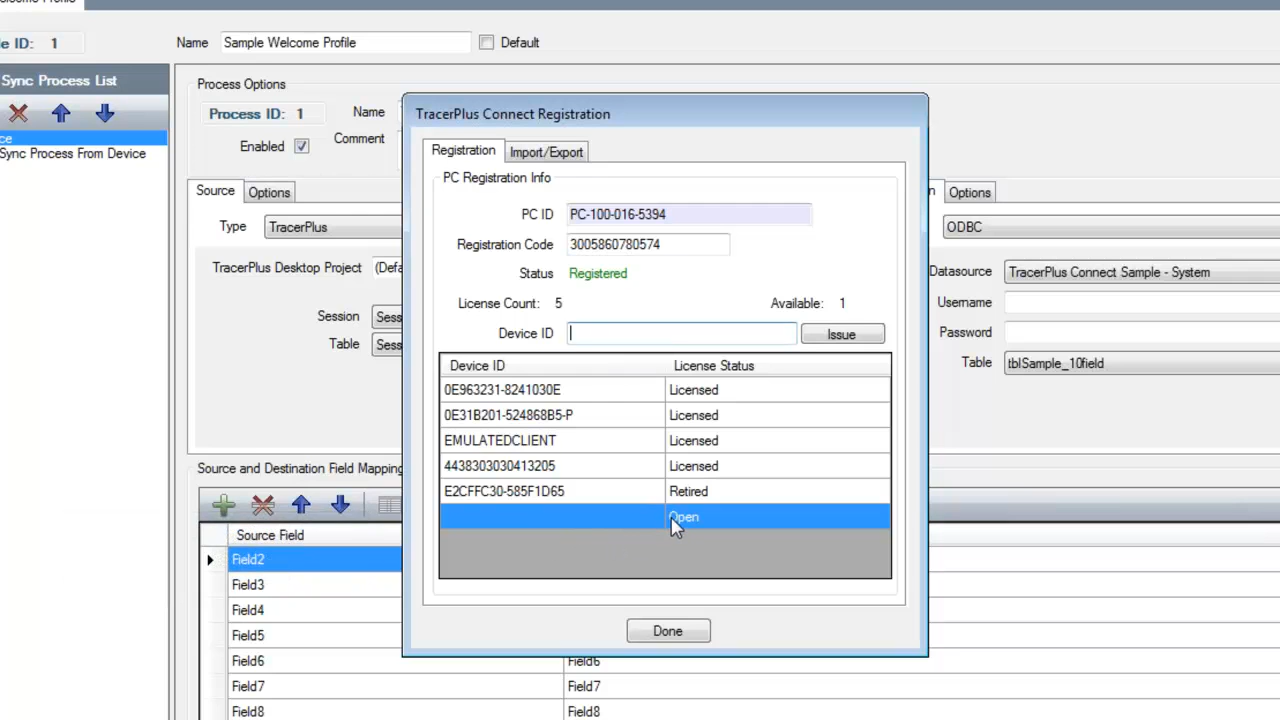 e ID: 1
Name Sample Welcome Profile Default
Sync Process List
Process Options
Process ID: 1 Name
Enabled Comment
ce
Sync Process From Device
Source Options
Type TracerPlus
TracerPlus Desktop Project (Defa
Session Sess
Table Sess
Source and Destination Field Mapping
Source Field
Field2
Field3
Field4
Field5
Field6 Field6
Field7 Field7
Field8 Field8
TracerPlus Connect Registration
Registration Import/Export
PC Registration Info
PC ID PC-100-016-5394
Registration Code 3005860780574
Status Registered
License Count: 5 Available: 1
Device ID Issue
Device ID License Status
0E963231-8241030E Licensed
0E31B201-524868B5-P Licensed
EMULATEDCLIENT Licensed
4438303030413205 Licensed
E2CFFC30-585F1D65 Retired
Open
Done
n Options
ODBC
Datasource TracerPlus Connect Sample - System
Username
Password
Table tblSample_10field